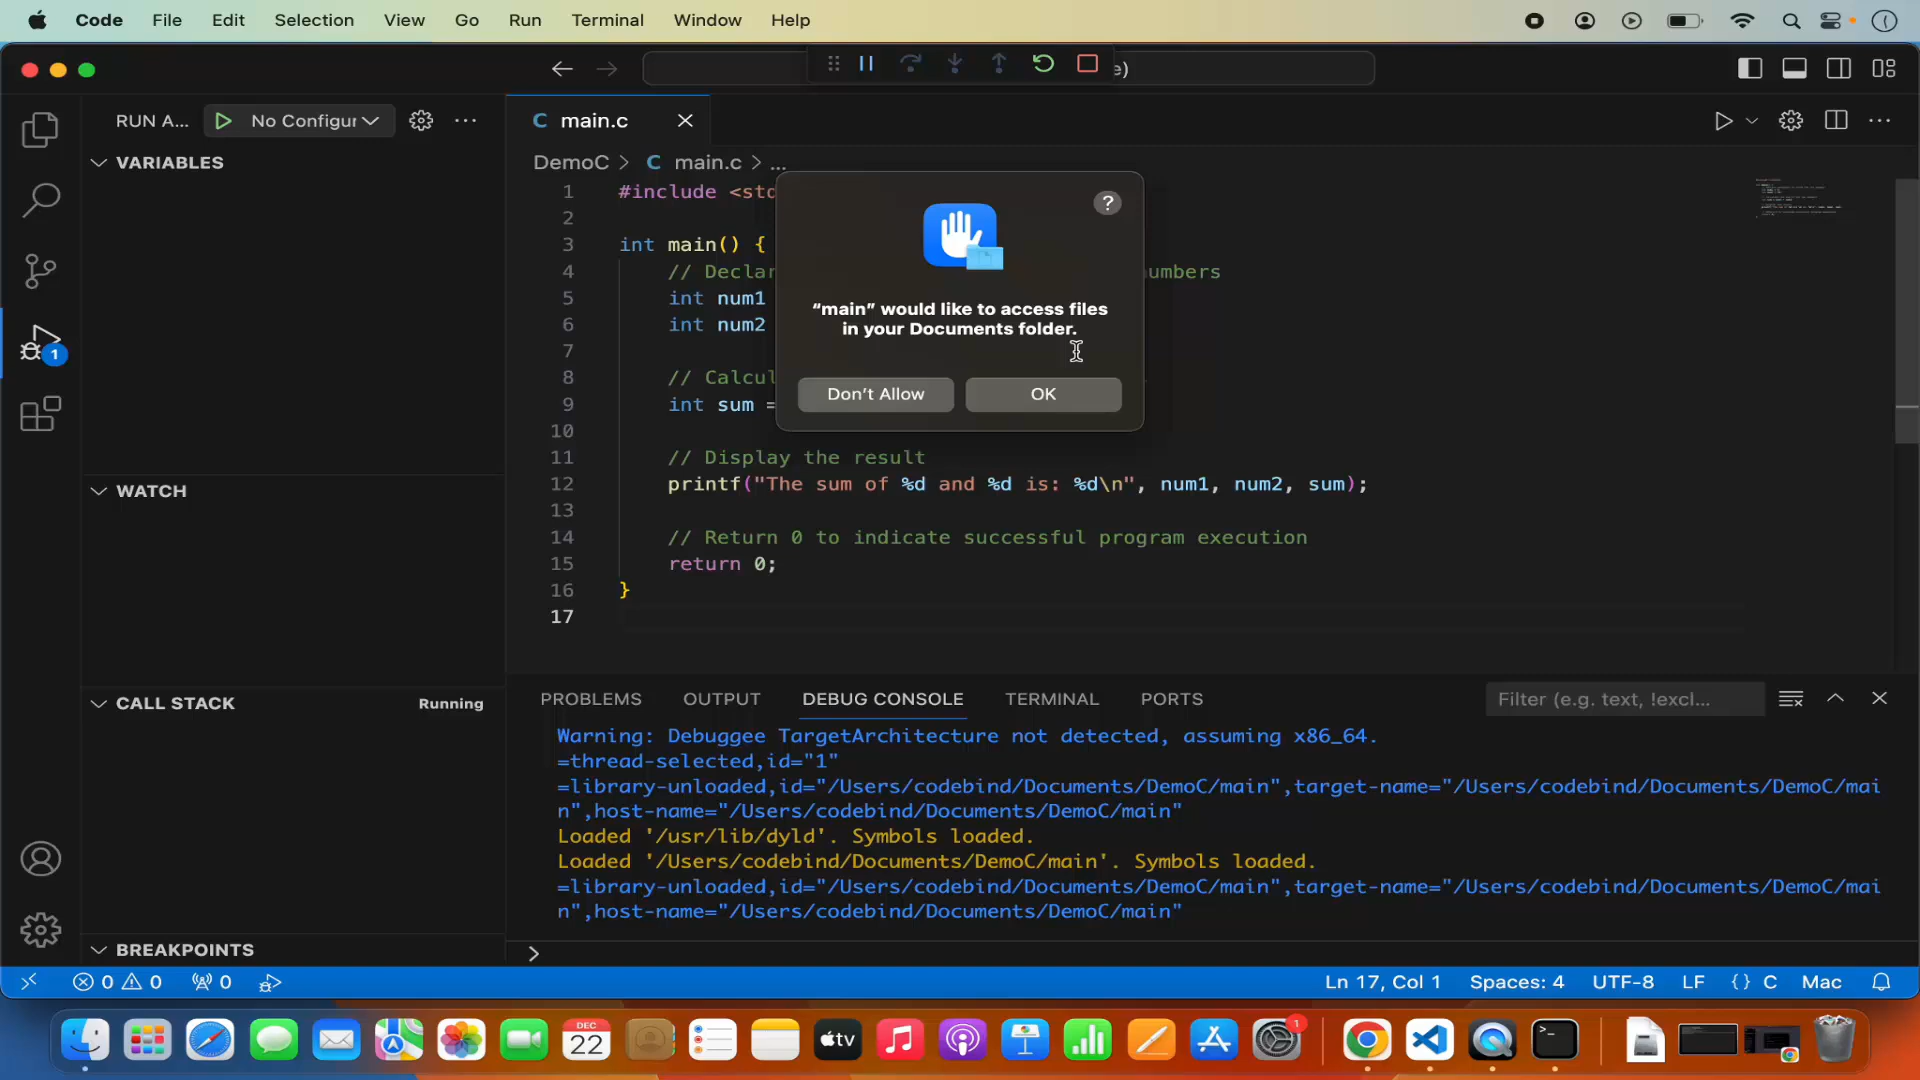 Code File Edit Selection View Go Run Terminal Window Help
e)
RUN A... No Configur
C main.c
VARIABLES
DemoC > C main.c > ...
1 #include <std
2
3 int main() {
4 // Declar umbers
5 int num1
6 int num2
7
8 // Calcul
9 int sum =
10
11 // Display the result
12 printf("The sum of %d and %d is: %d\n", num1, num2, sum);
13
14 // Return 0 to indicate successful program execution
15 return 0;
16 }
17
?
“main” would like to access files
in your Documents folder.
Don’t Allow OK
1
WATCH
CALL STACK Running
BREAKPOINTS
PROBLEMS OUTPUT DEBUG CONSOLE TERMINAL PORTS Filter (e.g. text, !excl...
Warning: Debuggee TargetArchitecture not detected, assuming x86_64.
=thread-selected,id="1"
=library-unloaded,id="/Users/codebind/Documents/DemoC/main",target-name="/Users/codebind/Documents/DemoC/mai
n",host-name="/Users/codebind/Documents/DemoC/main"
Loaded '/usr/lib/dyld'. Symbols loaded.
Loaded '/Users/codebind/Documents/DemoC/main'. Symbols loaded.
=library-unloaded,id="/Users/codebind/Documents/DemoC/main",target-name="/Users/codebind/Documents/DemoC/mai
n",host-name="/Users/codebind/Documents/DemoC/main"
>
0 0 0 Ln 17, Col 1 Spaces: 4 UTF-8 LF {} C Mac
DEC
22
tv
1